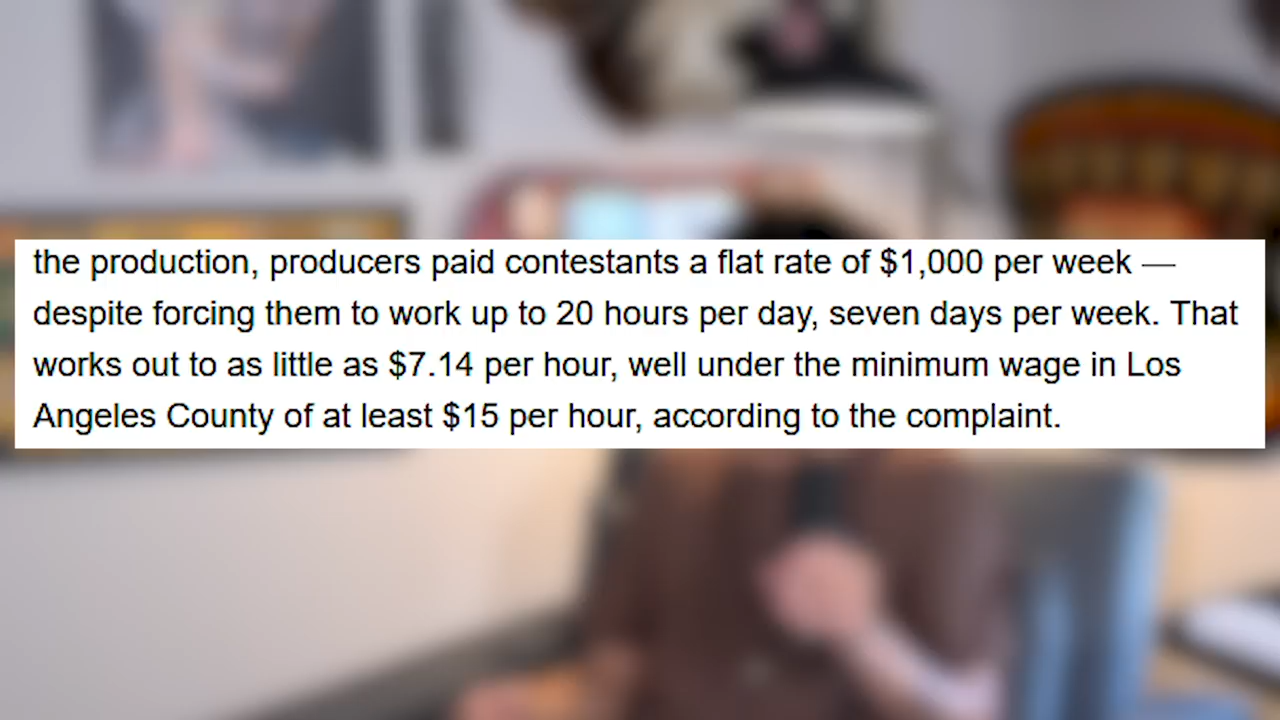 the production, producers paid contestants a flat rate of $1,000 per week —
despite forcing them to work up to 20 hours per day, seven days per week. That
works out to as little as $7.14 per hour, well under the minimum wage in Los
Angeles County of at least $15 per hour, according to the complaint.